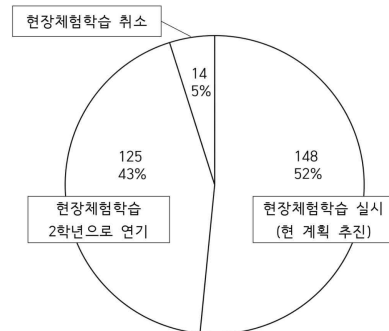 현장체험학습 취소
14
5%
125
43%
현장체험학습
2학년으로 연기
148
52%
현장체험학습 실시
(현 계획 추진)